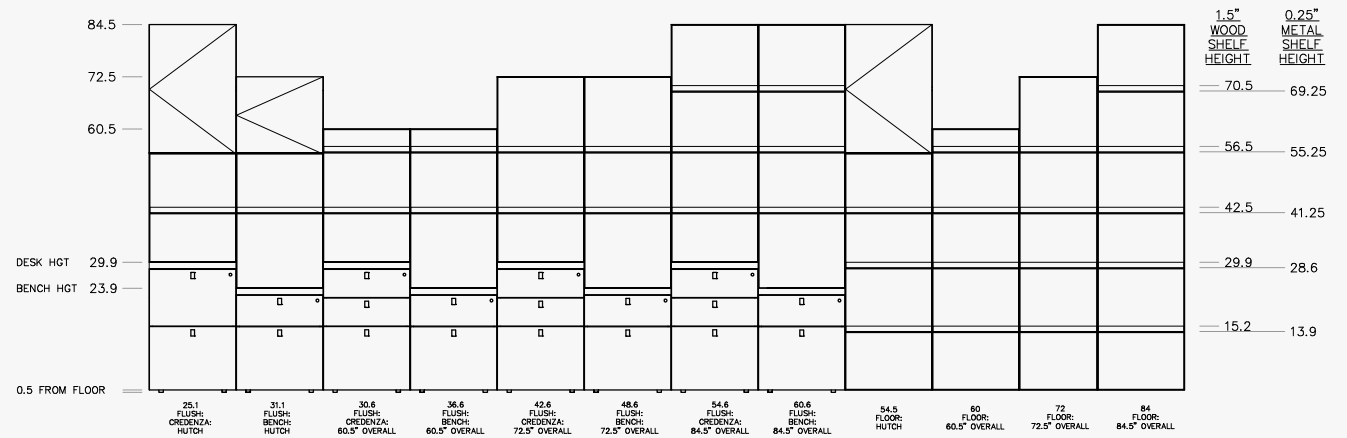 84.5
72.5
60.5
DESK HGT 29.9
BENCH HGT 23.9
0.5 FROM FLOOR
1.5"
WOOD
SHELF
HEIGHT
0.25"
METAL
SHELF
HEIGHT
70.5
69.25
56.5
55.25
42.5
41.25
29.9
28.6
15.2
13.9
25.1
FLUSH:
CREDENZA:
HUTCH
31.1
FLUSH:
BENCH:
HUTCH
30.6
FLUSH:
CREDENZA:
60.5" OVERALL
36.6
FLUSH:
BENCH:
60.5" OVERALL
42.6
FLUSH:
CREDENZA:
72.5" OVERALL
48.6
FLUSH:
BENCH:
72.5" OVERALL
54.6
FLUSH:
CREDENZA:
84.5" OVERALL
60.6
FLUSH:
BENCH:
84.5" OVERALL
54.5
FLOOR:
HUTCH
60
FLOOR:
60.5" OVERALL
72
FLOOR:
72.5" OVERALL
84
FLOOR:
84.5" OVERALL